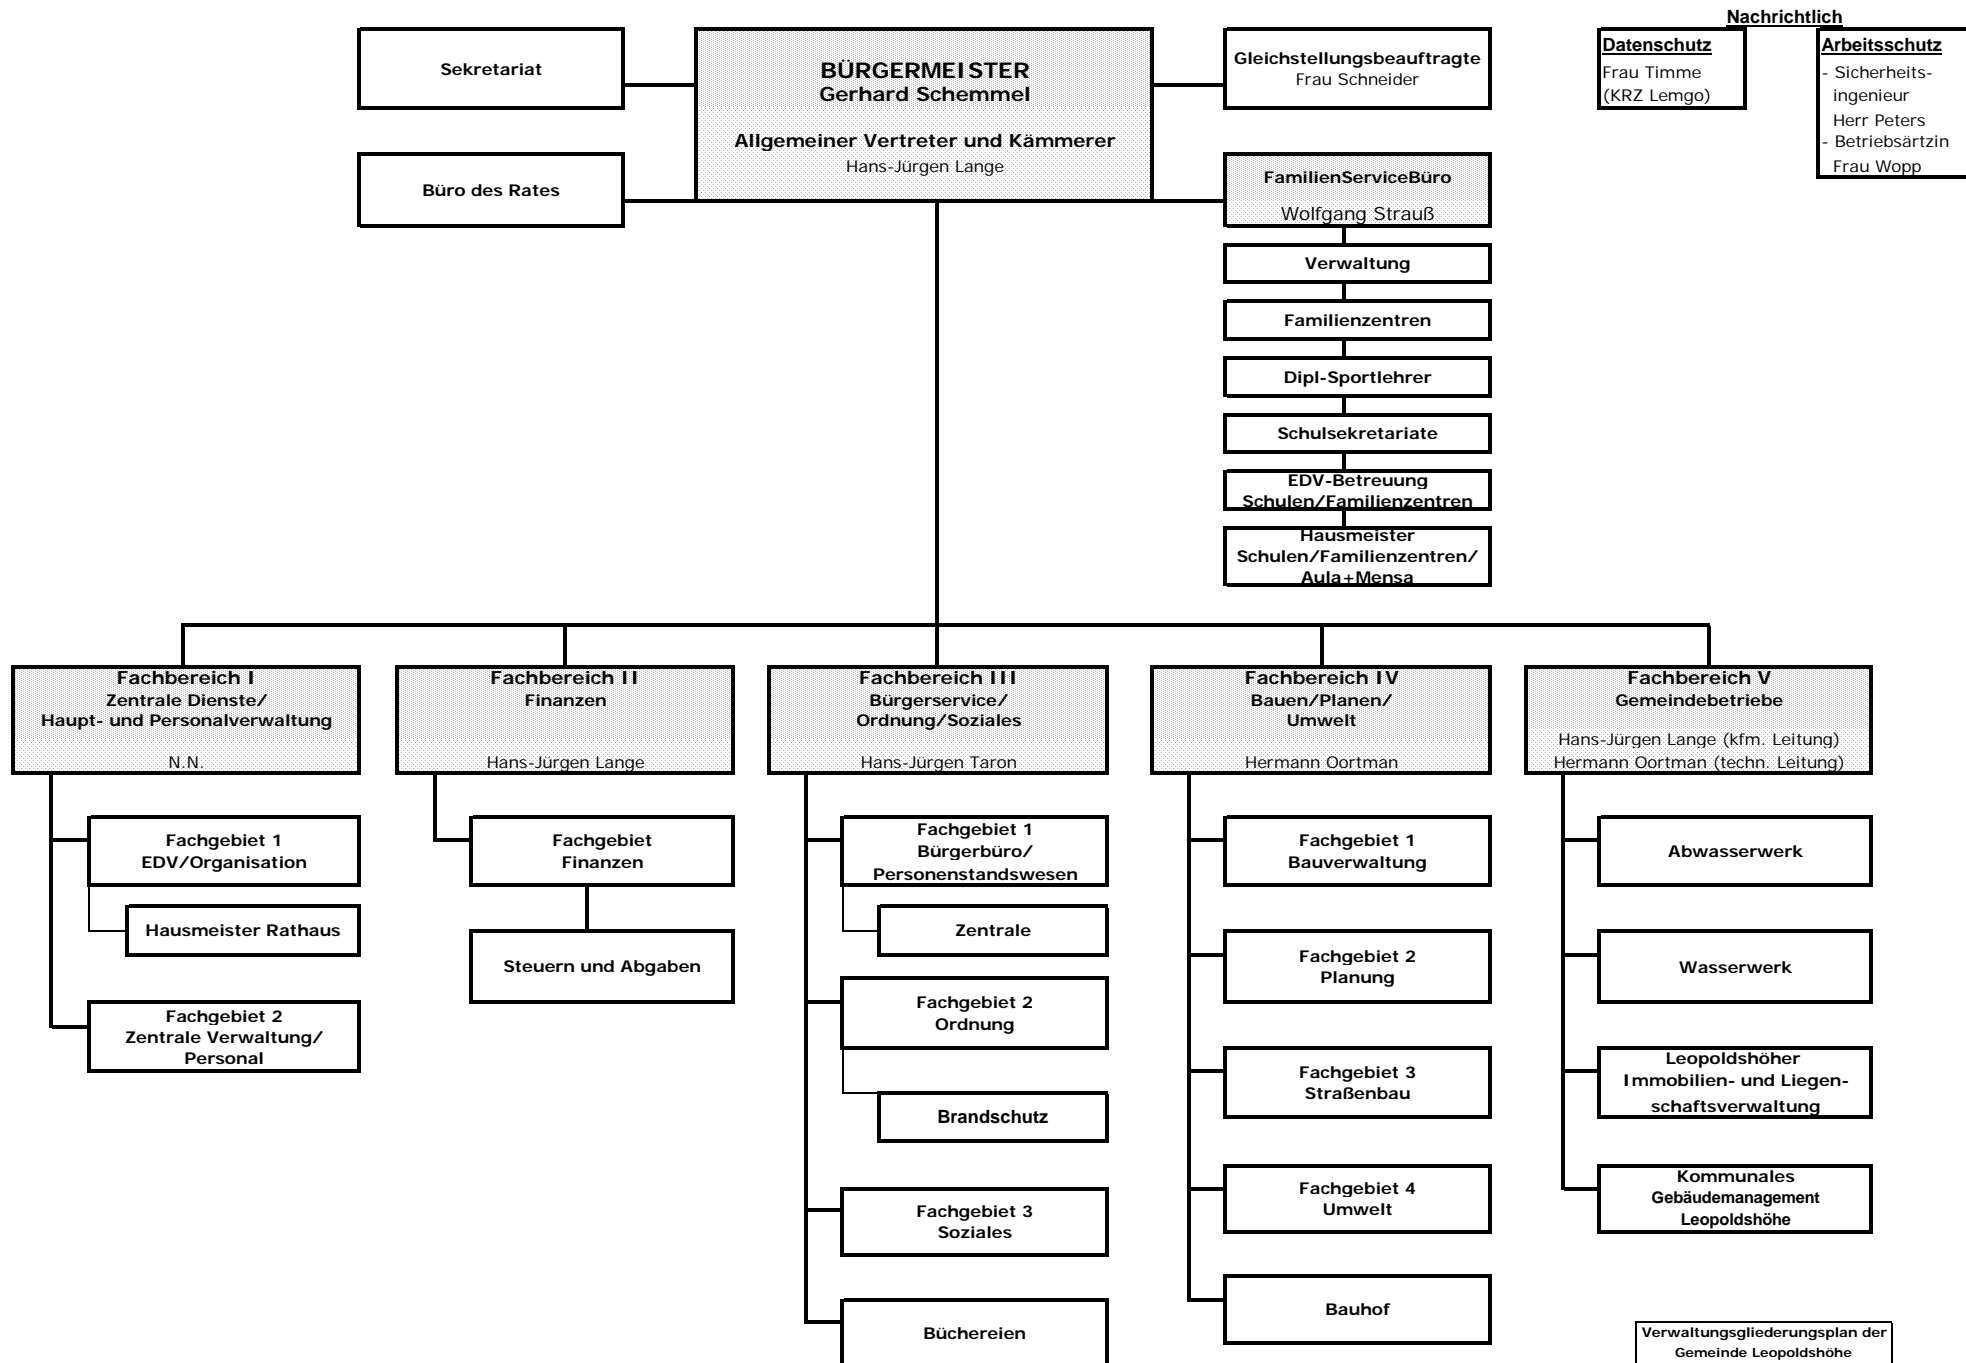 Nachrichtlich
Sekretariat
BÜRGERMEISTER
Gerhard Schemmel
Allgemeiner Vertreter und Kämmerer
Hans-Jürgen Lange
Gleichstellungsbeauftragte
Frau Schneider
Datenschutz
Frau Timme
(KRZ Lemgo)
Arbeitsschutz
- Sicherheits-
ingenieur
Herr Peters
- Betriebsärtzin
Frau Wopp
Büro des Rates
FamilienServiceBüro
Wolfgang Strauß
Verwaltung
Familienzentren
Dipl-Sportlehrer
Schulsekretariate
EDV-Betreuung
Schulen/Familienzentren
Hausmeister
Schulen/Familienzentren/
Aula+Mensa
Fachbereich I
Zentrale Dienste/
Haupt- und Personalverwaltung
N.N.
Fachgebiet 1
EDV/Organisation
Hausmeister Rathaus
Fachgebiet 2
Zentrale Verwaltung/
Personal
Fachbereich II
Finanzen
Hans-Jürgen Lange
Fachgebiet
Finanzen
Steuern und Abgaben
Fachbereich III
Bürgerservice/
Ordnung/Soziales
Hans-Jürgen Taron
Fachgebiet 1
Bürgerbüro/
Personenstandswesen
Zentrale
Fachgebiet 2
Ordnung
Brandschutz
Fachgebiet 3
Soziales
Büchereien
Fachbereich IV
Bauen/Planen/
Umwelt
Hermann Oortman
Fachgebiet 1
Bauverwaltung
Fachgebiet 2
Planung
Fachgebiet 3
Straßenbau
Fachgebiet 4
Umwelt
Bauhof
Fachbereich V
Gemeindebetriebe
Hans-Jürgen Lange (kfm. Leitung)
Hermann Oortman (techn. Leitung)
Abwasserwerk
Wasserwerk
Leopoldshöher
Immobilien- und Liegen-
schaftsverwaltung
Kommunales
Gebäudemanagement
Leopoldshöhe
Verwaltungsgliederungsplan der
Gemeinde Leopoldshöhe